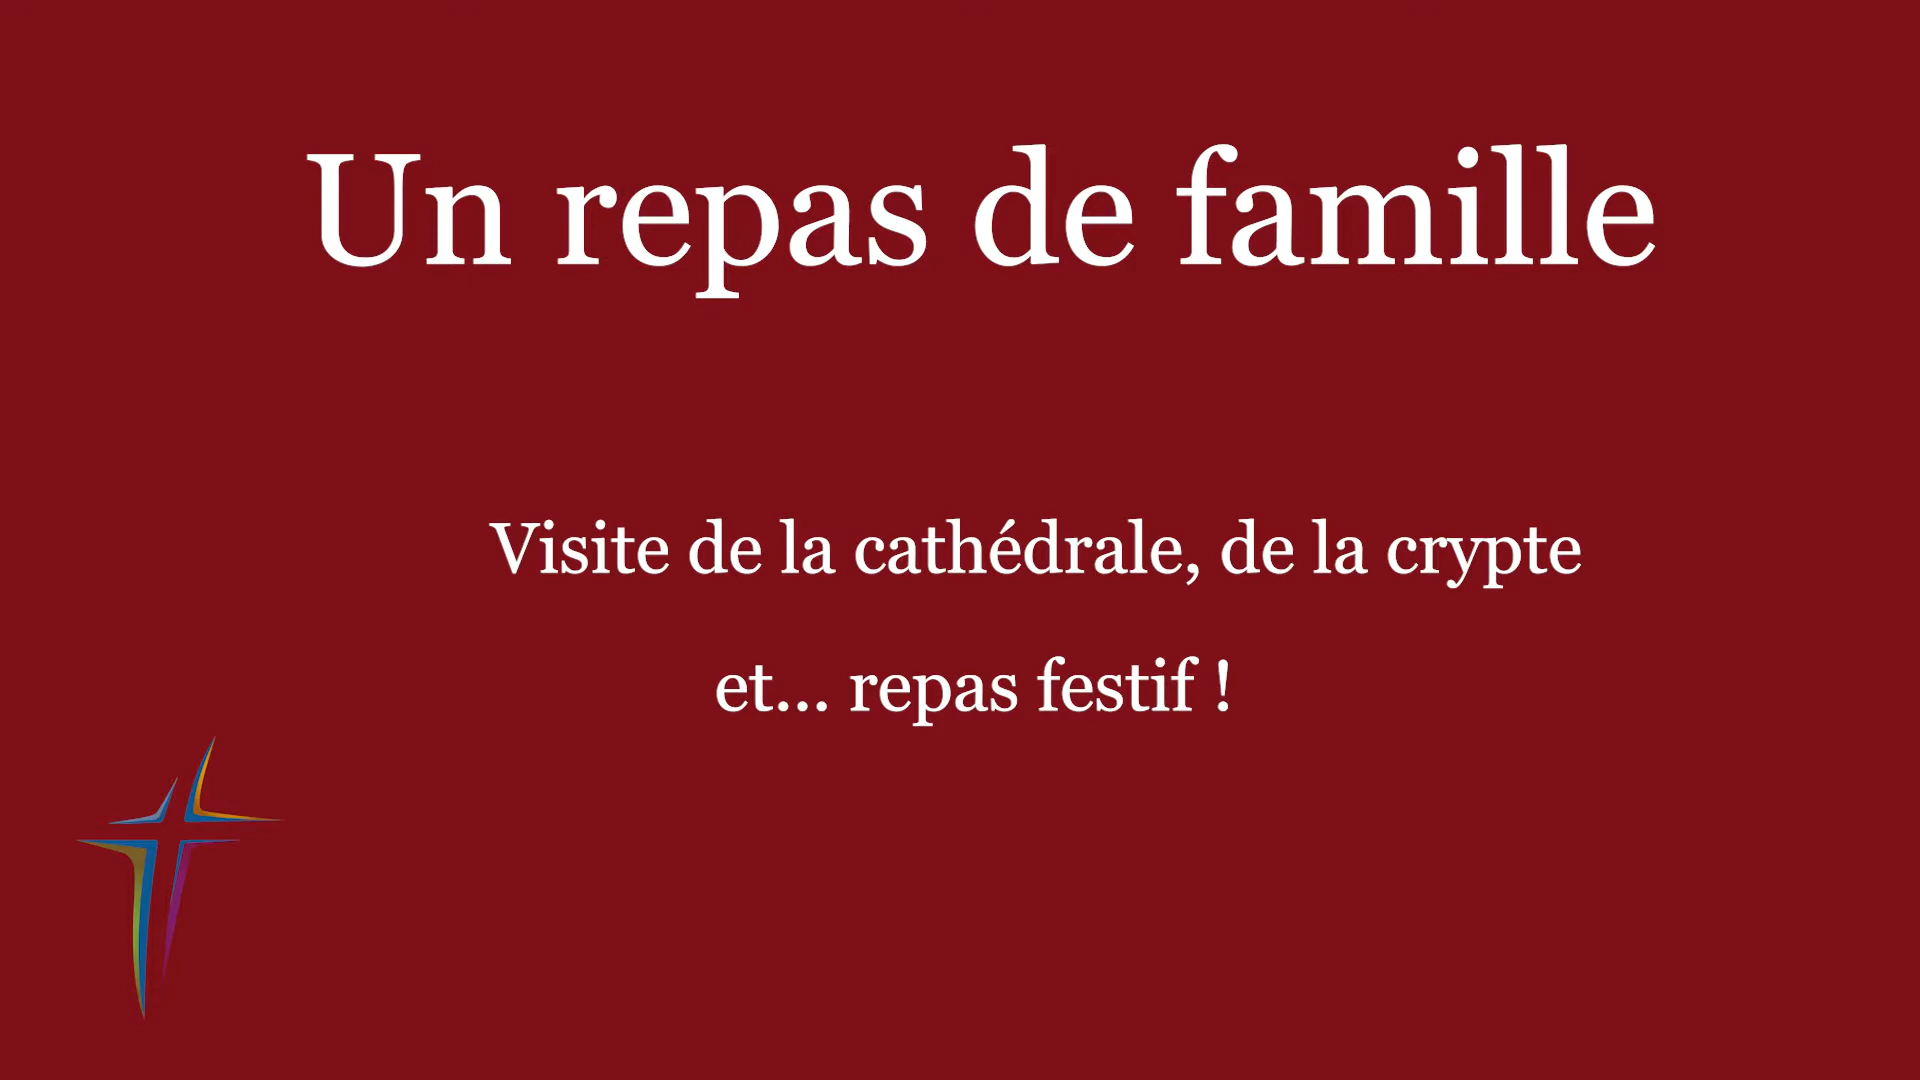 Un repas de famille
Visite de la cathédrale, de la crypte
et... repas festif !